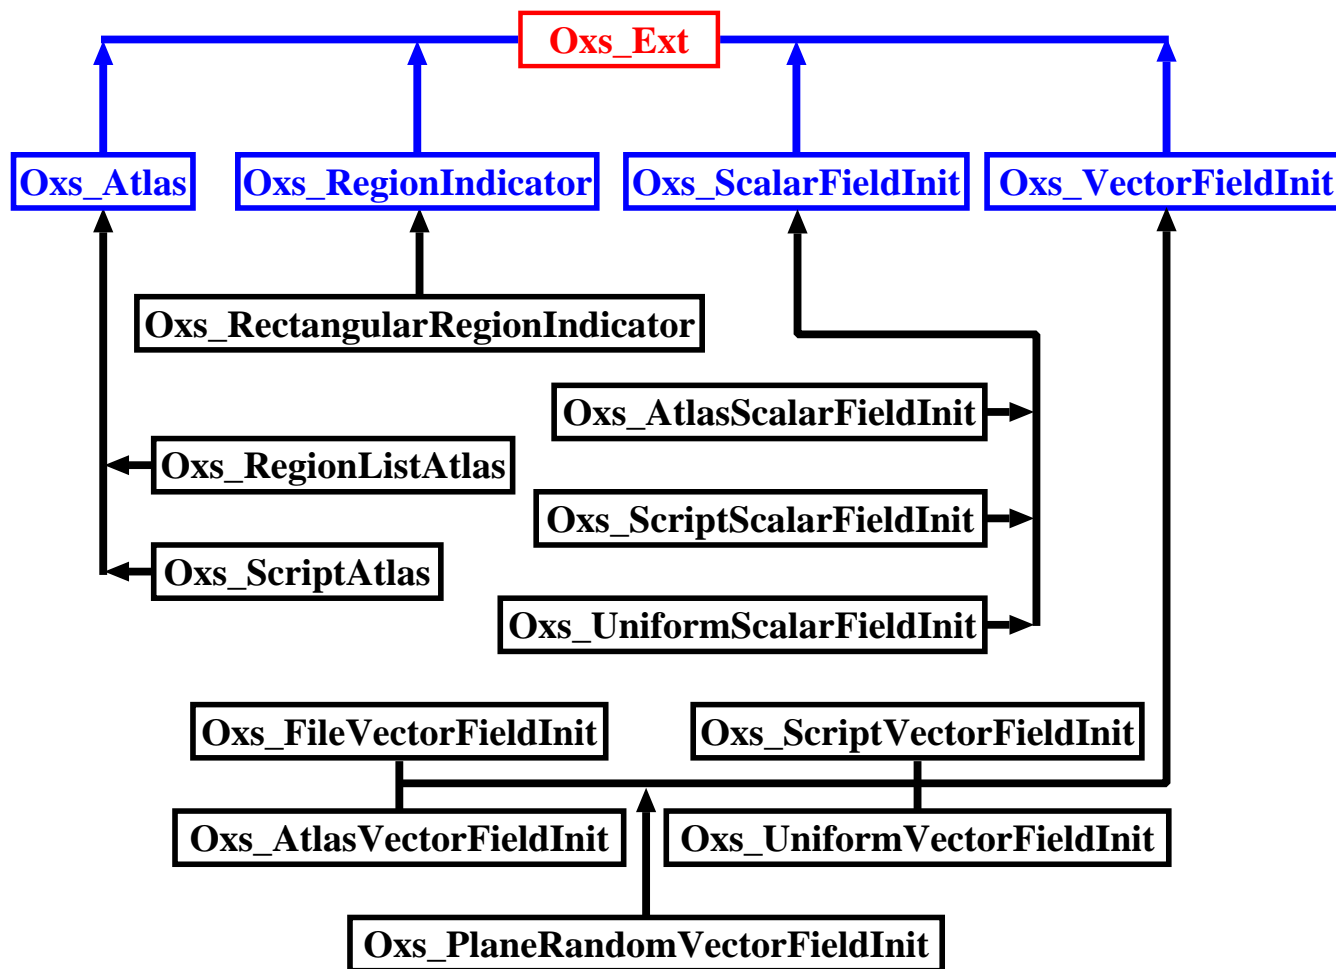 Oxs_Ext
Oxs_Atlas
Oxs_RegionIndicator
Oxs_ScalarFieldInit
Oxs_VectorFieldInit
Oxs_RectangularRegionIndicator
Oxs_AtlasScalarFieldInit
Oxs_RegionListAtlas
Oxs_ScriptScalarFieldInit
Oxs_ScriptAtlas
Oxs_UniformScalarFieldInit
Oxs_FileVectorFieldInit
Oxs_ScriptVectorFieldInit
Oxs_AtlasVectorFieldInit
Oxs_UniformVectorFieldInit
Oxs_PlaneRandomVectorFieldInit